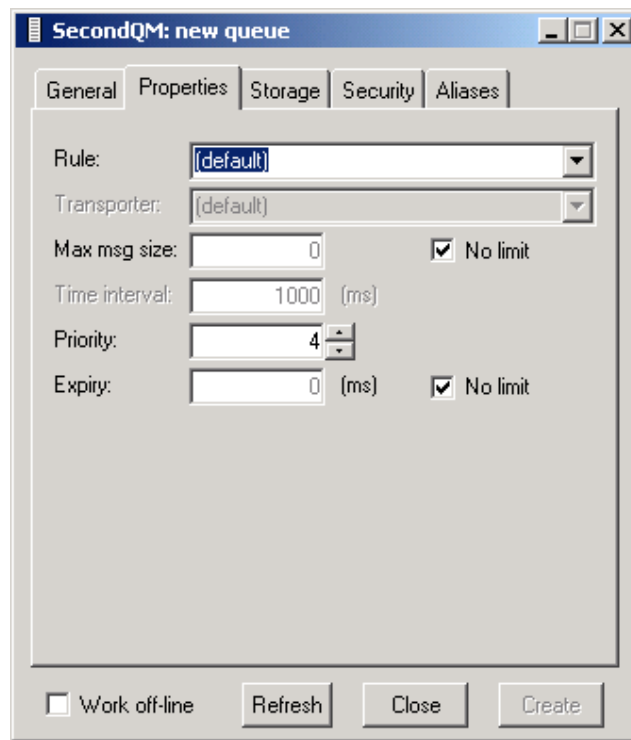 SecondQM: new queue
General Properties Storage Security Aliases
Rule: (default)
Transporter: (default)
Max msg size: 0 No limit
Time interval: 1000 (ms)
Priority: 4
Expiry: 0 (ms) No limit
Work off-line Refresh Close Create